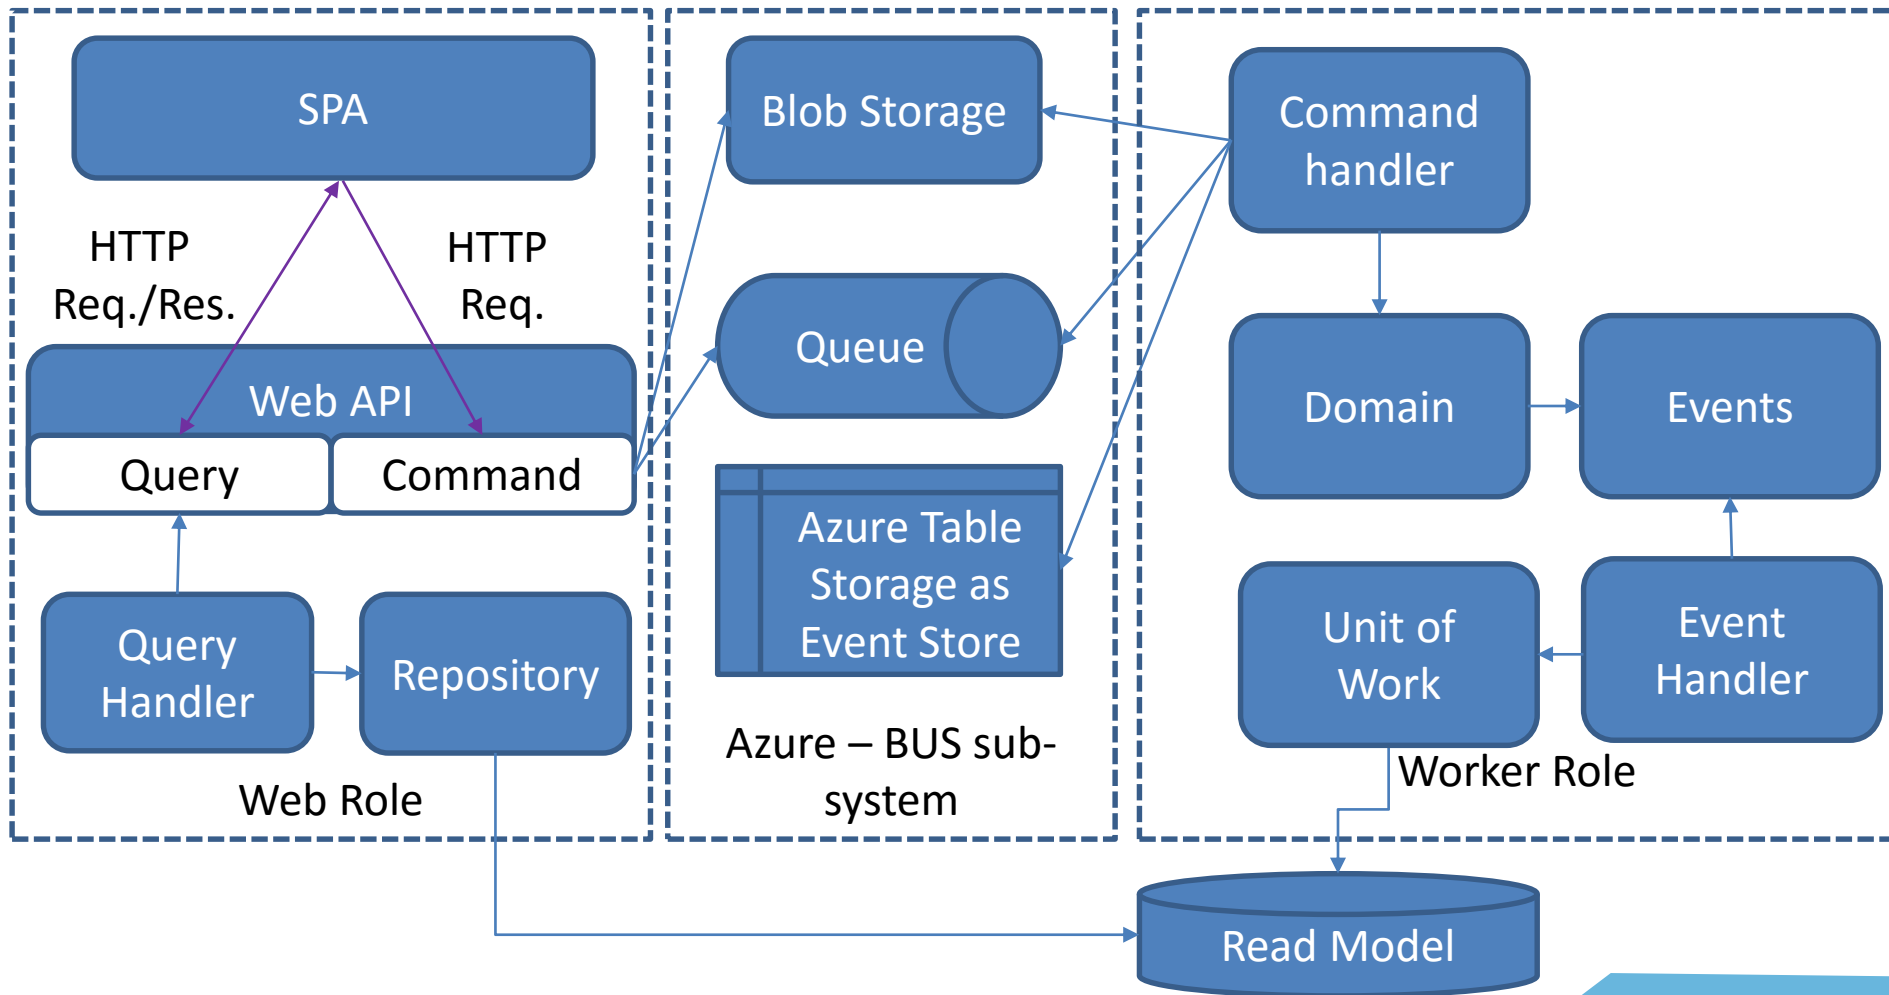 SPA
HTTP
Req./Res.
HTTP
Req.
Web API
Query
Command
Query
Handler
Repository
Web Role
Blob Storage
Queue
Azure Table
Storage as
Event Store
Azure – BUS sub-
system
Command
handler
Domain
Events
Unit of
Work
Event
Handler
Worker Role
Read Model